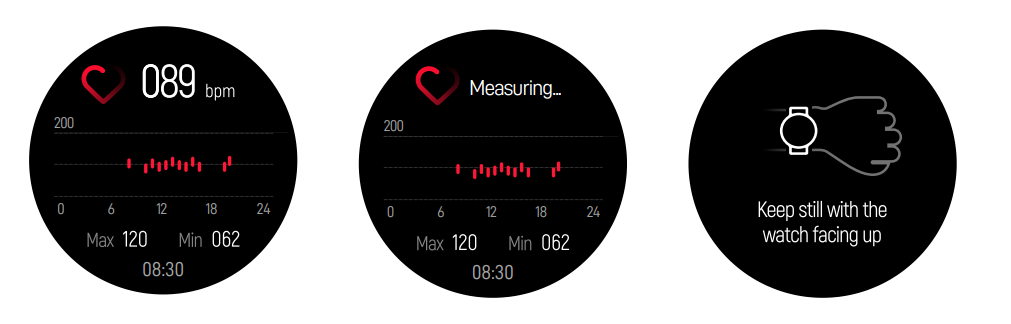 089 bpm
200
0 6 12 18 24
Max 120 Min 062
08:30
Measuring...
200
0 6 12 18 24
Max 120 Min 062
08:30
Keep still with the
watch facing up